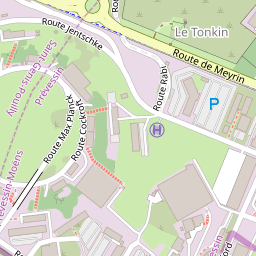 Route Jentschke
Le Tonkin
Route de Meyrin
Saint-Genis-Pouilly
Prévessin
Route Rabi
P
Route Max Planck
Route Cockroft
H
Prévessin-Moëns